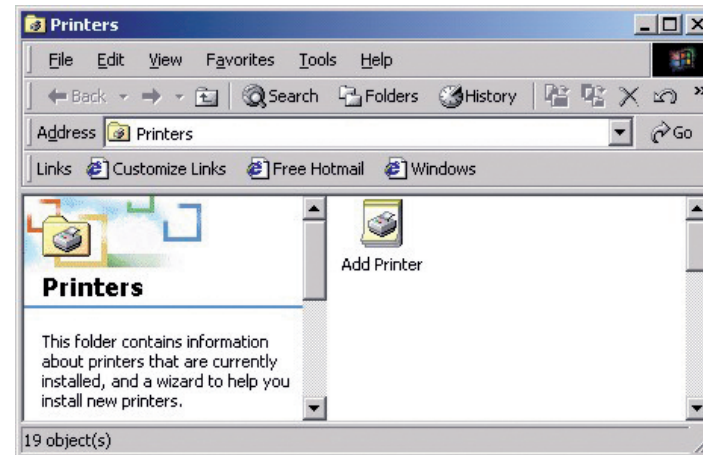 Printers
File Edit View Favorites Tools Help
Back Search Folders History »
Address Printers Go
Links Customize Links Free Hotmail Windows
Add Printer
Printers
This folder contains information
about printers that are currently
installed, and a wizard to help you
install new printers.
19 object(s)